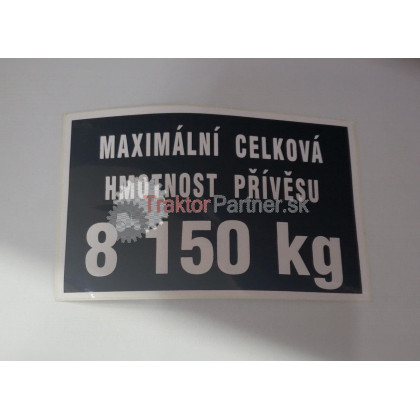 MAXIMÁLNÍ CELKOVÁ
HMOTNOST PŘÍVĚSU
TraktorPartner.sk
8 150 kg